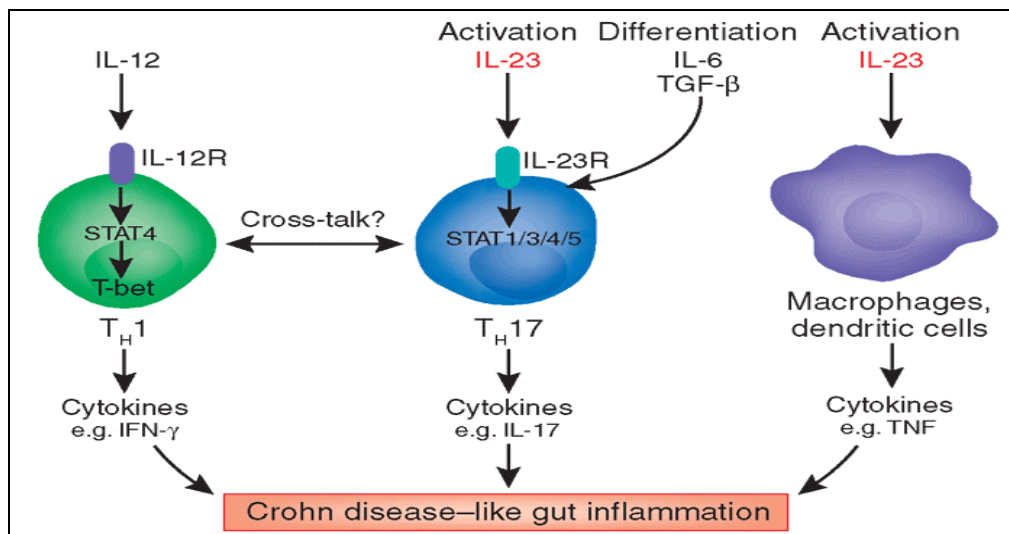 Activation
Differentiation
Activation
IL-12
IL-23
IL-6
TGF-β
IL-23
IL-12R
IL-23R
Cross-talk?
STAT4
T-bet
STAT1/3/4/5
TH1
TH17
Macrophages,
dendritic cells
Cytokines
e.g. IFN-γ
Cytokines
e.g. IL-17
Cytokines
e.g. TNF
Crohn disease–like gut inflammation